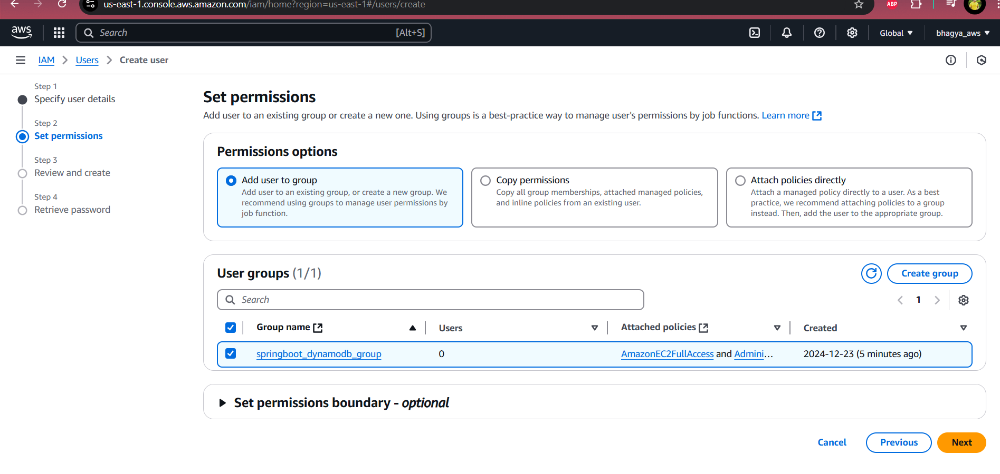 us-east-1.console.aws.amazon.com/iam/home?region=us-east-1#/users/create
ABP
aws
Search
[Alt+S]
Global
bhagya_aws
IAM > Users > Create user
Step 1
Specify user details
Step 2
Set permissions
Step 3
Review and create
Step 4
Retrieve password
Set permissions
Add user to an existing group or create a new one. Using groups is a best-practice way to manage user's permissions by job functions. Learn more
Permissions options
Add user to group
Add user to an existing group, or create a new group. We
recommend using groups to manage user permissions by
job function.
Copy permissions
Copy all group memberships, attached managed policies,
and inline policies from an existing user.
Attach policies directly
Attach a managed policy directly to a user. As a best
practice, we recommend attaching policies to a group
instead. Then, add the user to the appropriate group.
User groups (1/1)
Create group
Search
1
Group name
Users
Attached policies
Created
springboot_dynamodb_group
0
AmazonEC2FullAccess and Admini...
2024-12-23 (5 minutes ago)
Set permissions boundary - optional
Cancel
Previous
Next